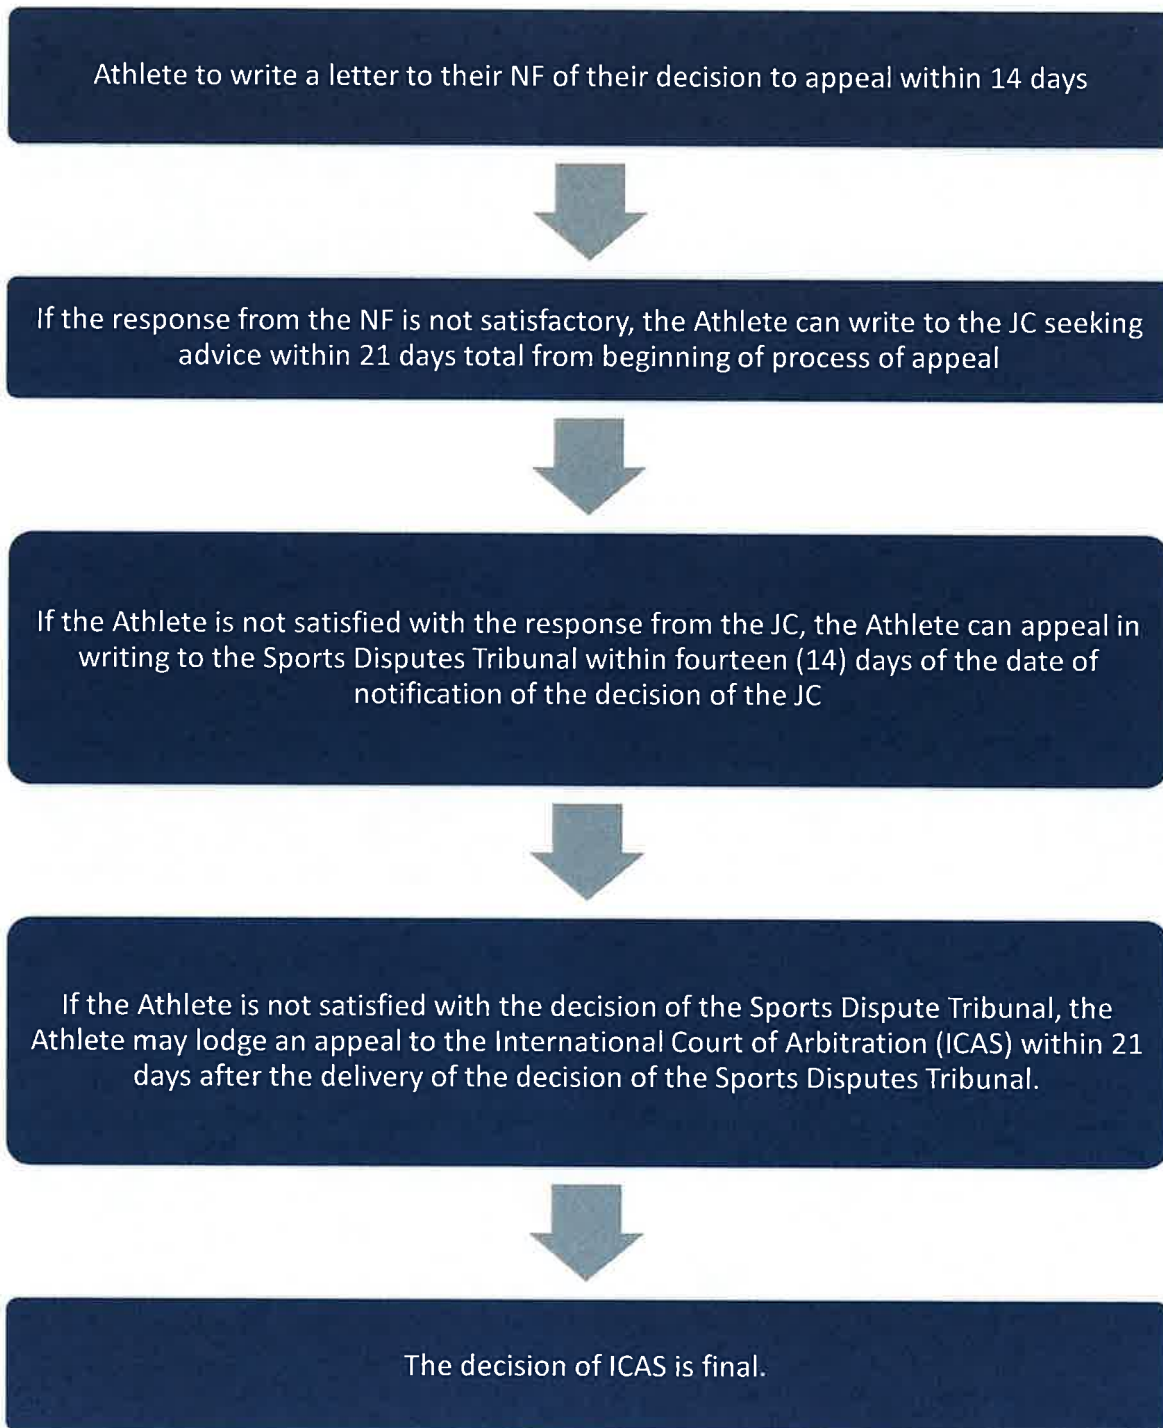 Athlete to write a letter to their NF of their decision to appeal within 14 days
If the response from the NF is not satisfactory, the Athlete can write to the JC seeking
advice within 21 days total from beginning of process of appeal
If the Athlete is not satisfied with the response from the JC, the Athlete can appeal in
writing to the Sports Disputes Tribunal within fourteen (14) days of the date of
notification of the decision of the JC
If the Athlete is not satisfied with the decision of the Sports Dispute Tribunal, the
Athlete may lodge an appeal to the International Court of Arbitration (ICAS) within 21
days after the delivery of the decision of the Sports Disputes Tribunal.
The decision of ICAS is final.